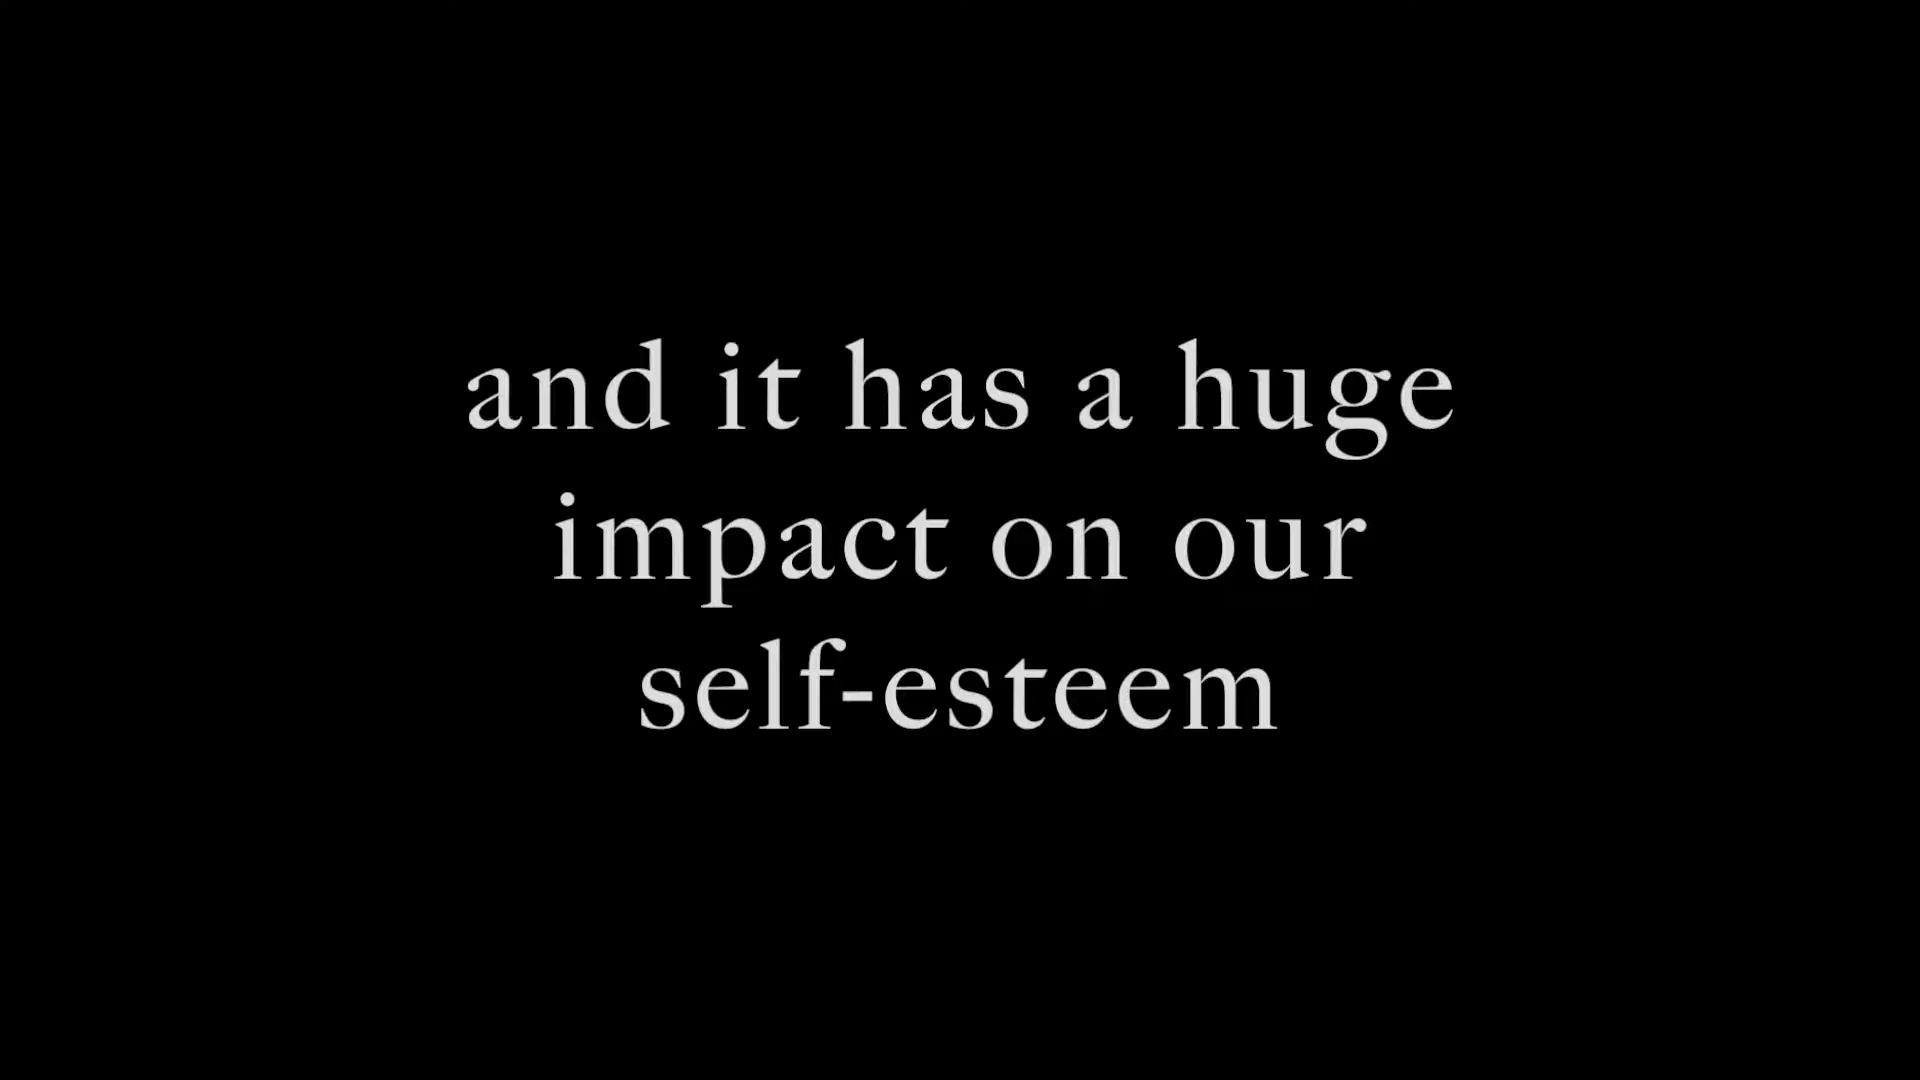 and it has a huge
impact on our
self-esteem